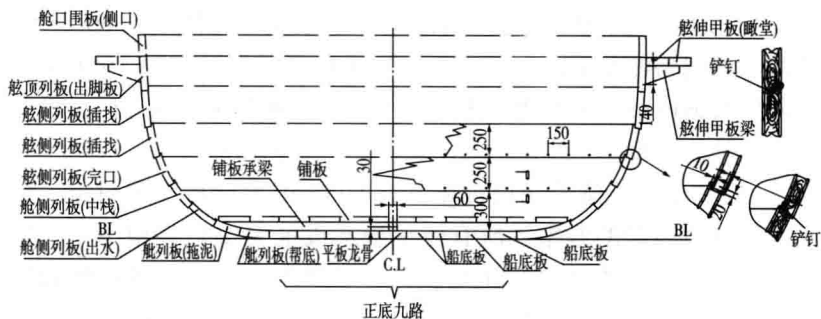 舱口围板(侧口)
舷顶列板(出脚板)
舷侧列板(插找)
舷侧列板(插找)
舷侧列板(完口)
舱侧列板(中栈)
舱侧列板(出水)
BL
舭列板(拖泥)
舭列板(帮底)
平板龙骨
C.L
船底板
船底板
船底板
BL
正底九路
铺板承梁
铺板
30
60
250
250
300
150
40
舷伸甲板(瞰堂)
舷伸甲板梁
铲钉
10
20
铲钉